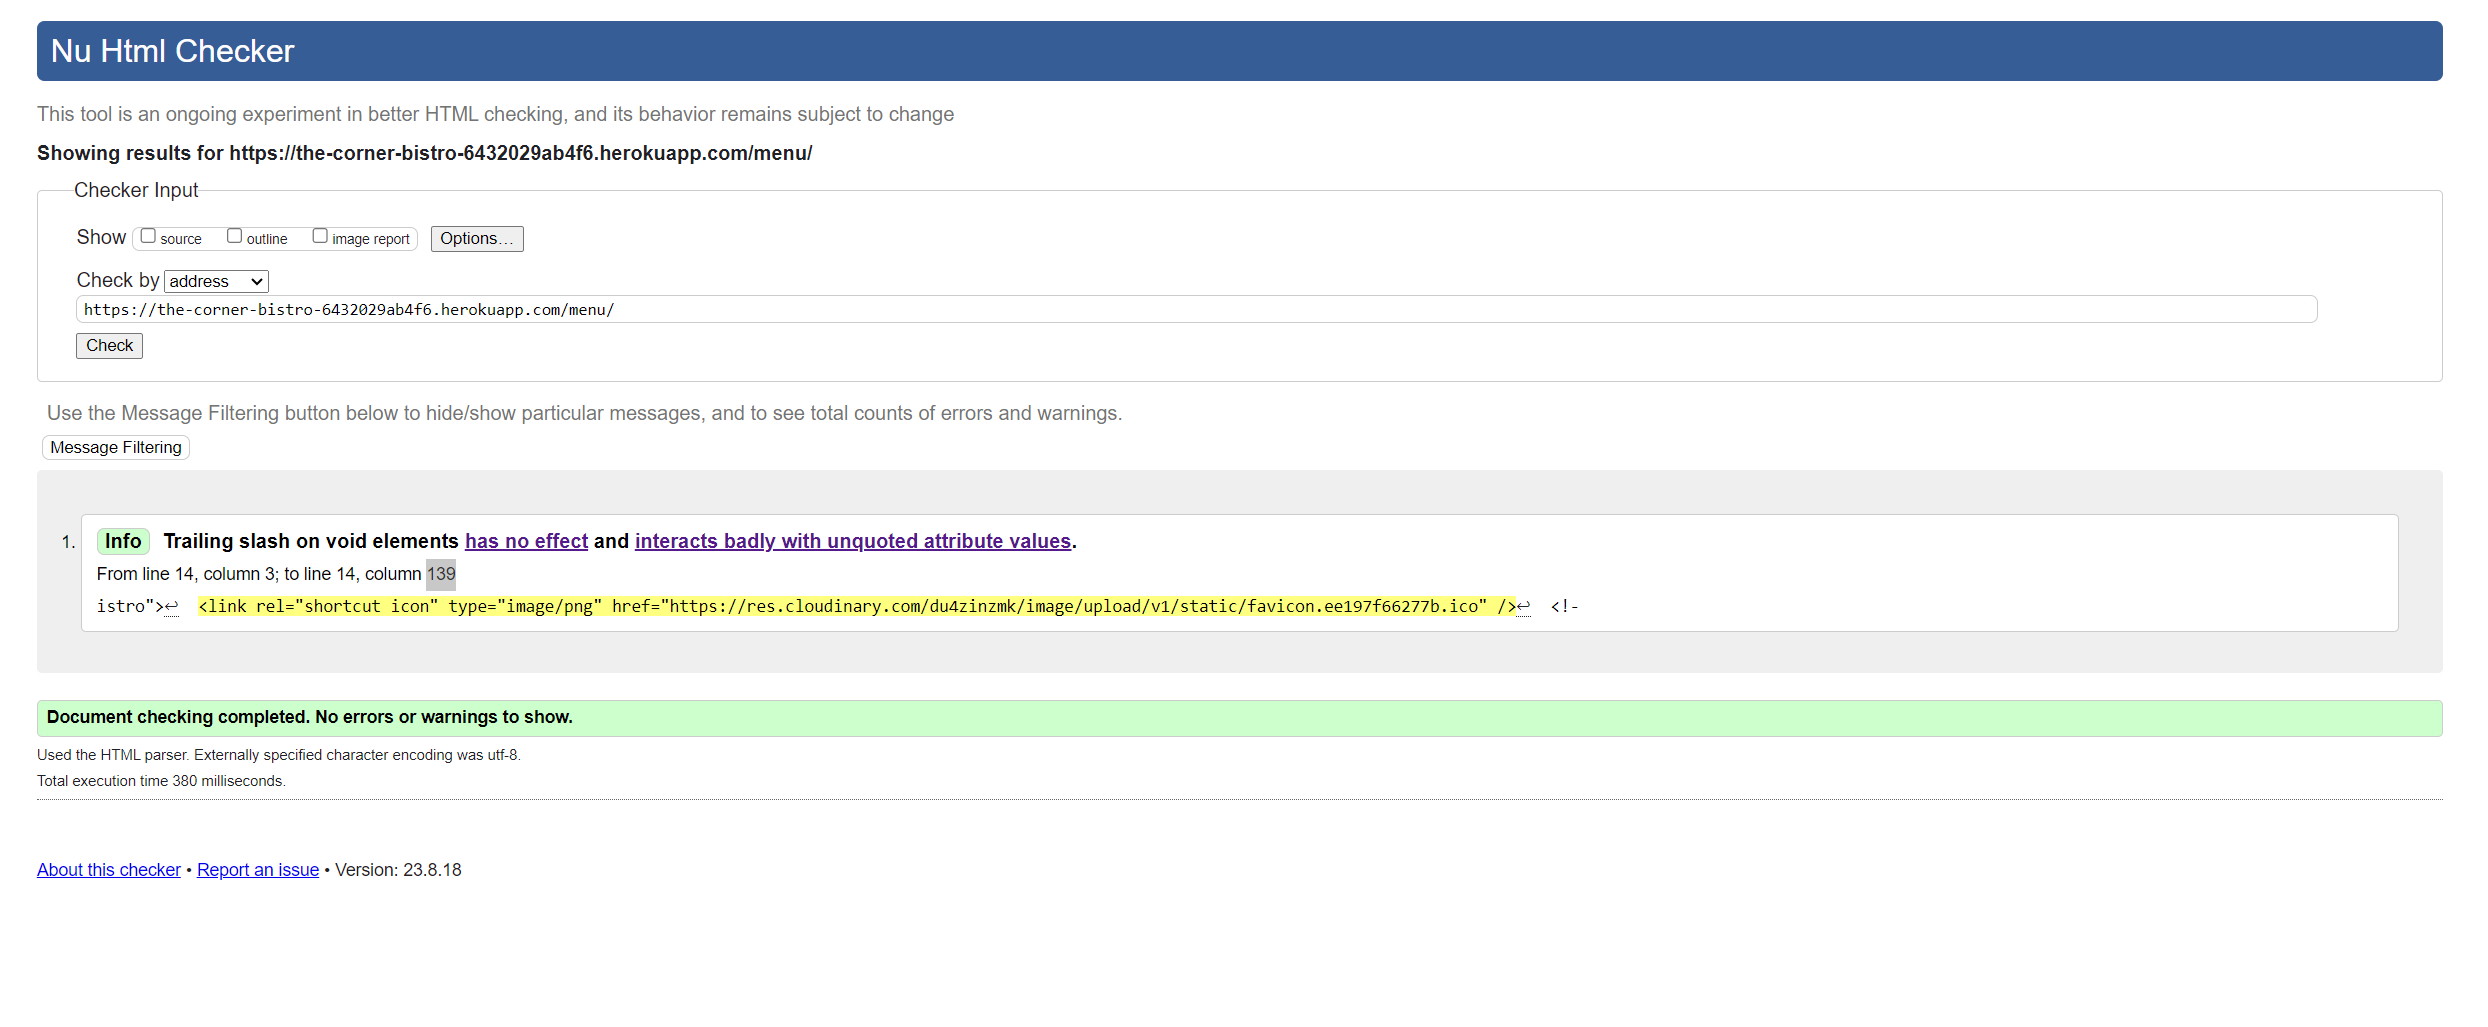 Nu Html Checker
This tool is an ongoing experiment in better HTML checking, and its behavior remains subject to change
Showing results for https://the-corner-bistro-6432029ab4f6.herokuapp.com/menu/
Checker Input
Show source outline image report Options...
Check by address
https://the-corner-bistro-6432029ab4f6.herokuapp.com/menu/
Check
Use the Message Filtering button below to hide/show particular messages, and to see total counts of errors and warnings.
Message Filtering
1. Info Trailing slash on void elements has no effect and interacts badly with unquoted attribute values.
From line 14, column 3; to line 14, column 139
istro">↩ <link rel="shortcut icon" type="image/png" href="https://res.cloudinary.com/du4zinzmk/image/upload/v1/static/favicon.ee197f66277b.ico" />↩ <!-
Document checking completed. No errors or warnings to show.
Used the HTML parser. Externally specified character encoding was utf-8.
Total execution time 380 milliseconds.
About this checker • Report an issue • Version: 23.8.18